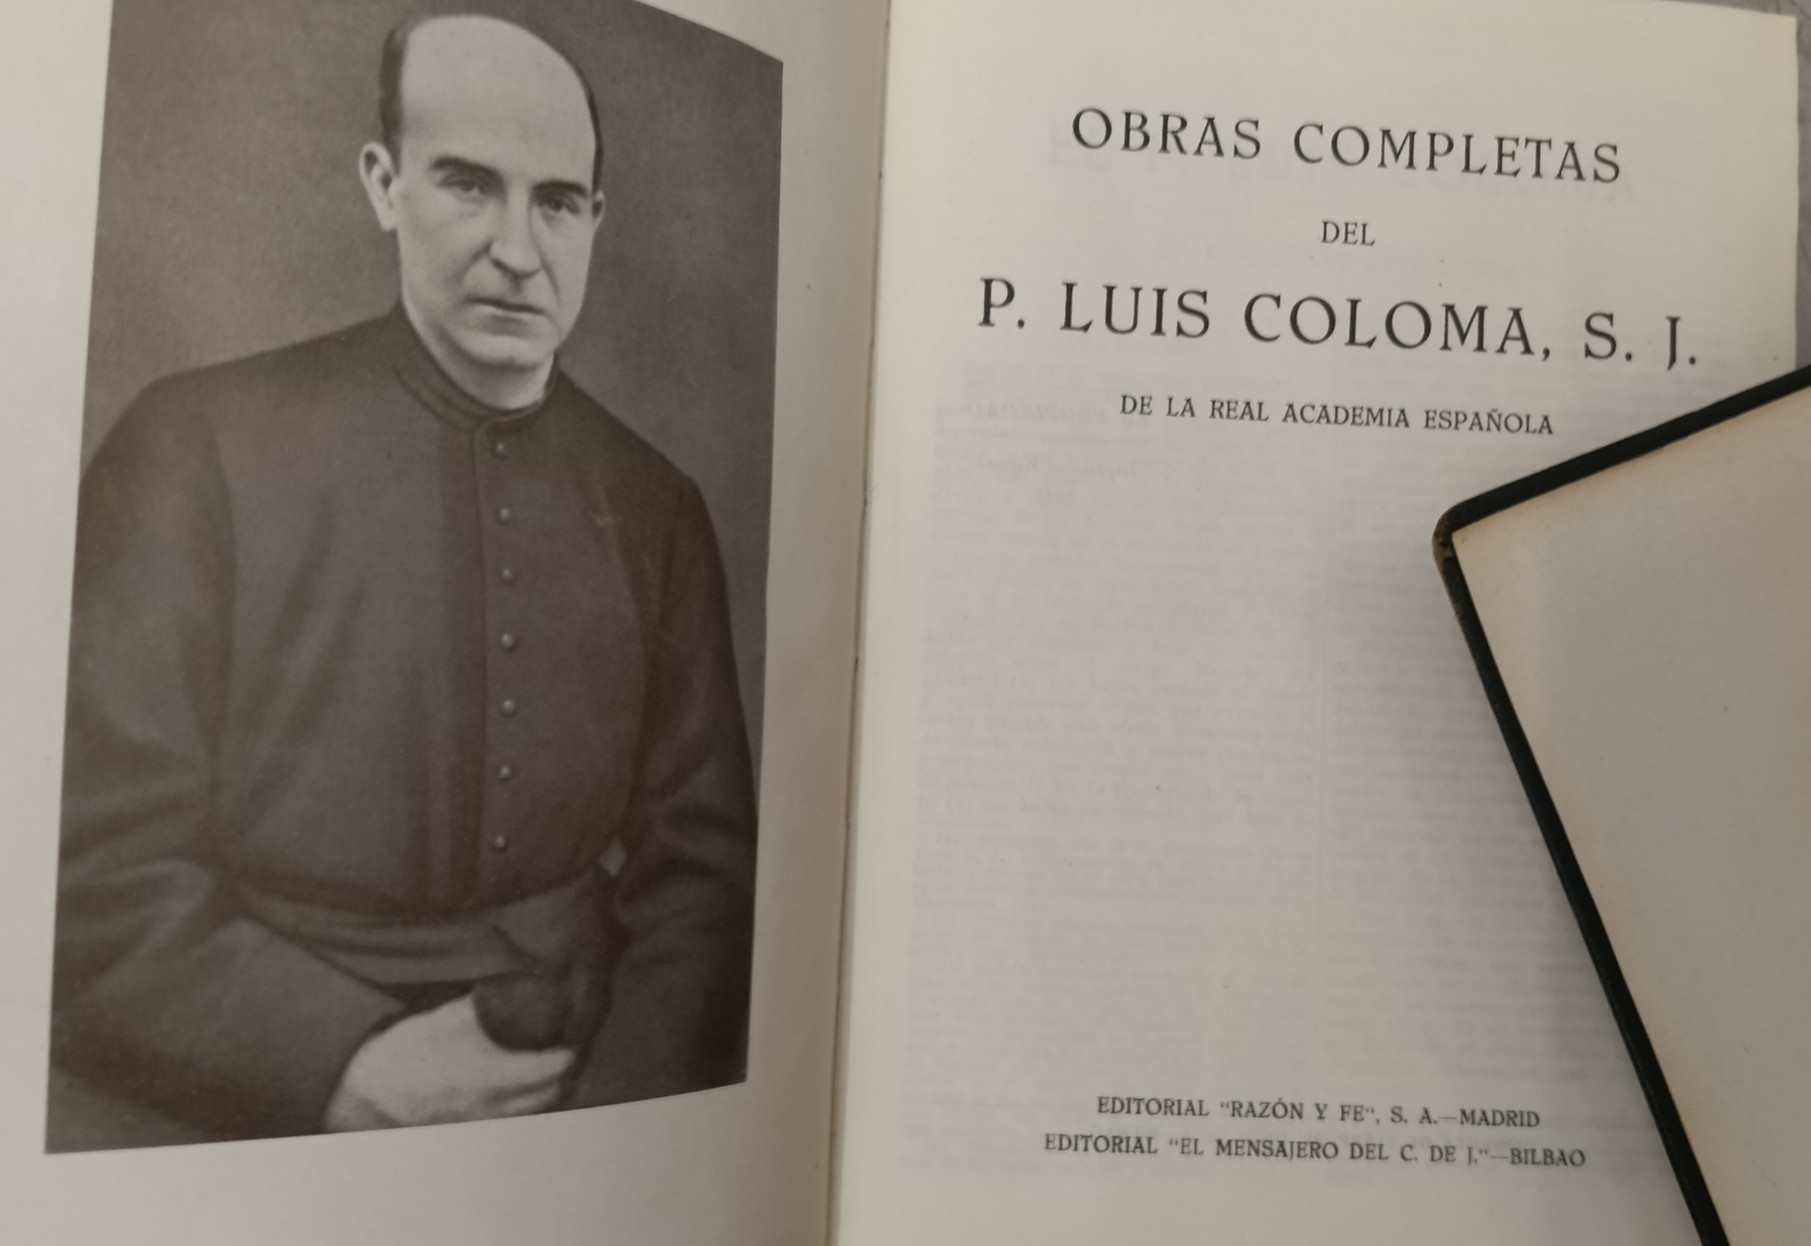 OBRAS COMPLETAS
DEL
P. LUIS COLOMA, S. J.
DE LA REAL ACADEMIA ESPAÑOLA
EDITORIAL “RAZÓN Y FE“, S. A.—MADRID
EDITORIAL “EL MENSAJERO DEL C. DE J.“—BILBAO